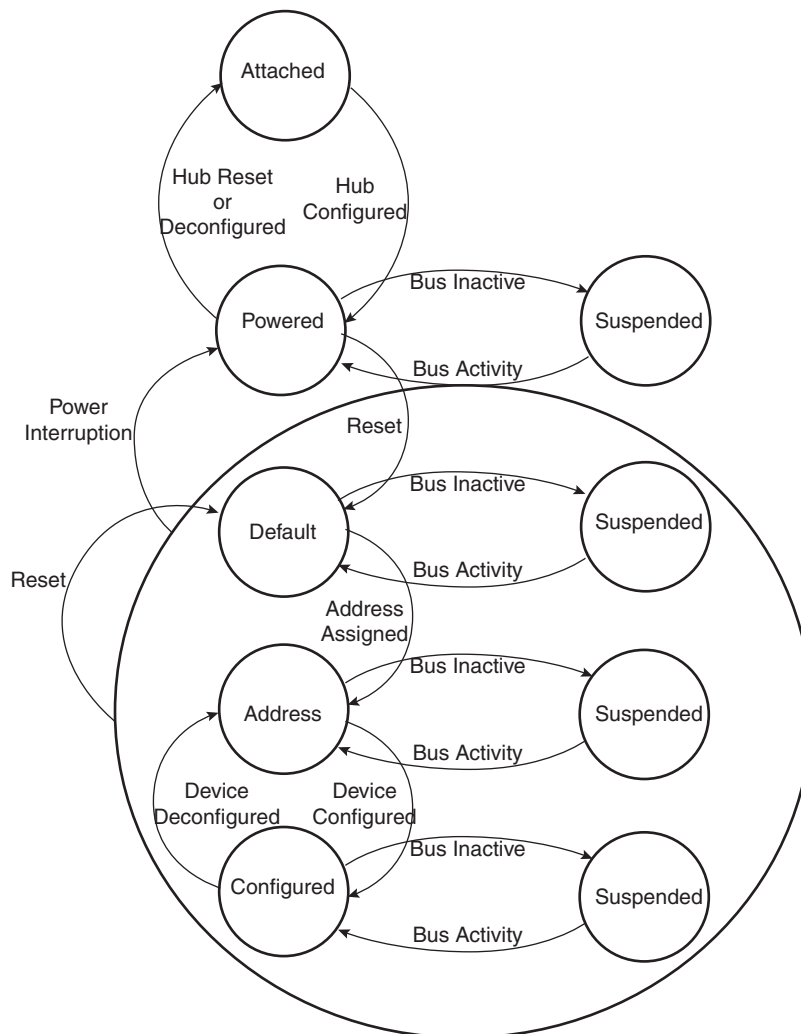 Attached
Hub Reset
or
Deconfigured
Hub
Configured
Powered
Bus Inactive
Suspended
Bus Activity
Power
Interruption
Reset
Default
Bus Inactive
Suspended
Bus Activity
Reset
Address
Assigned
Address
Bus Inactive
Suspended
Bus Activity
Device
Deconfigured
Device
Configured
Configured
Bus Inactive
Suspended
Bus Activity